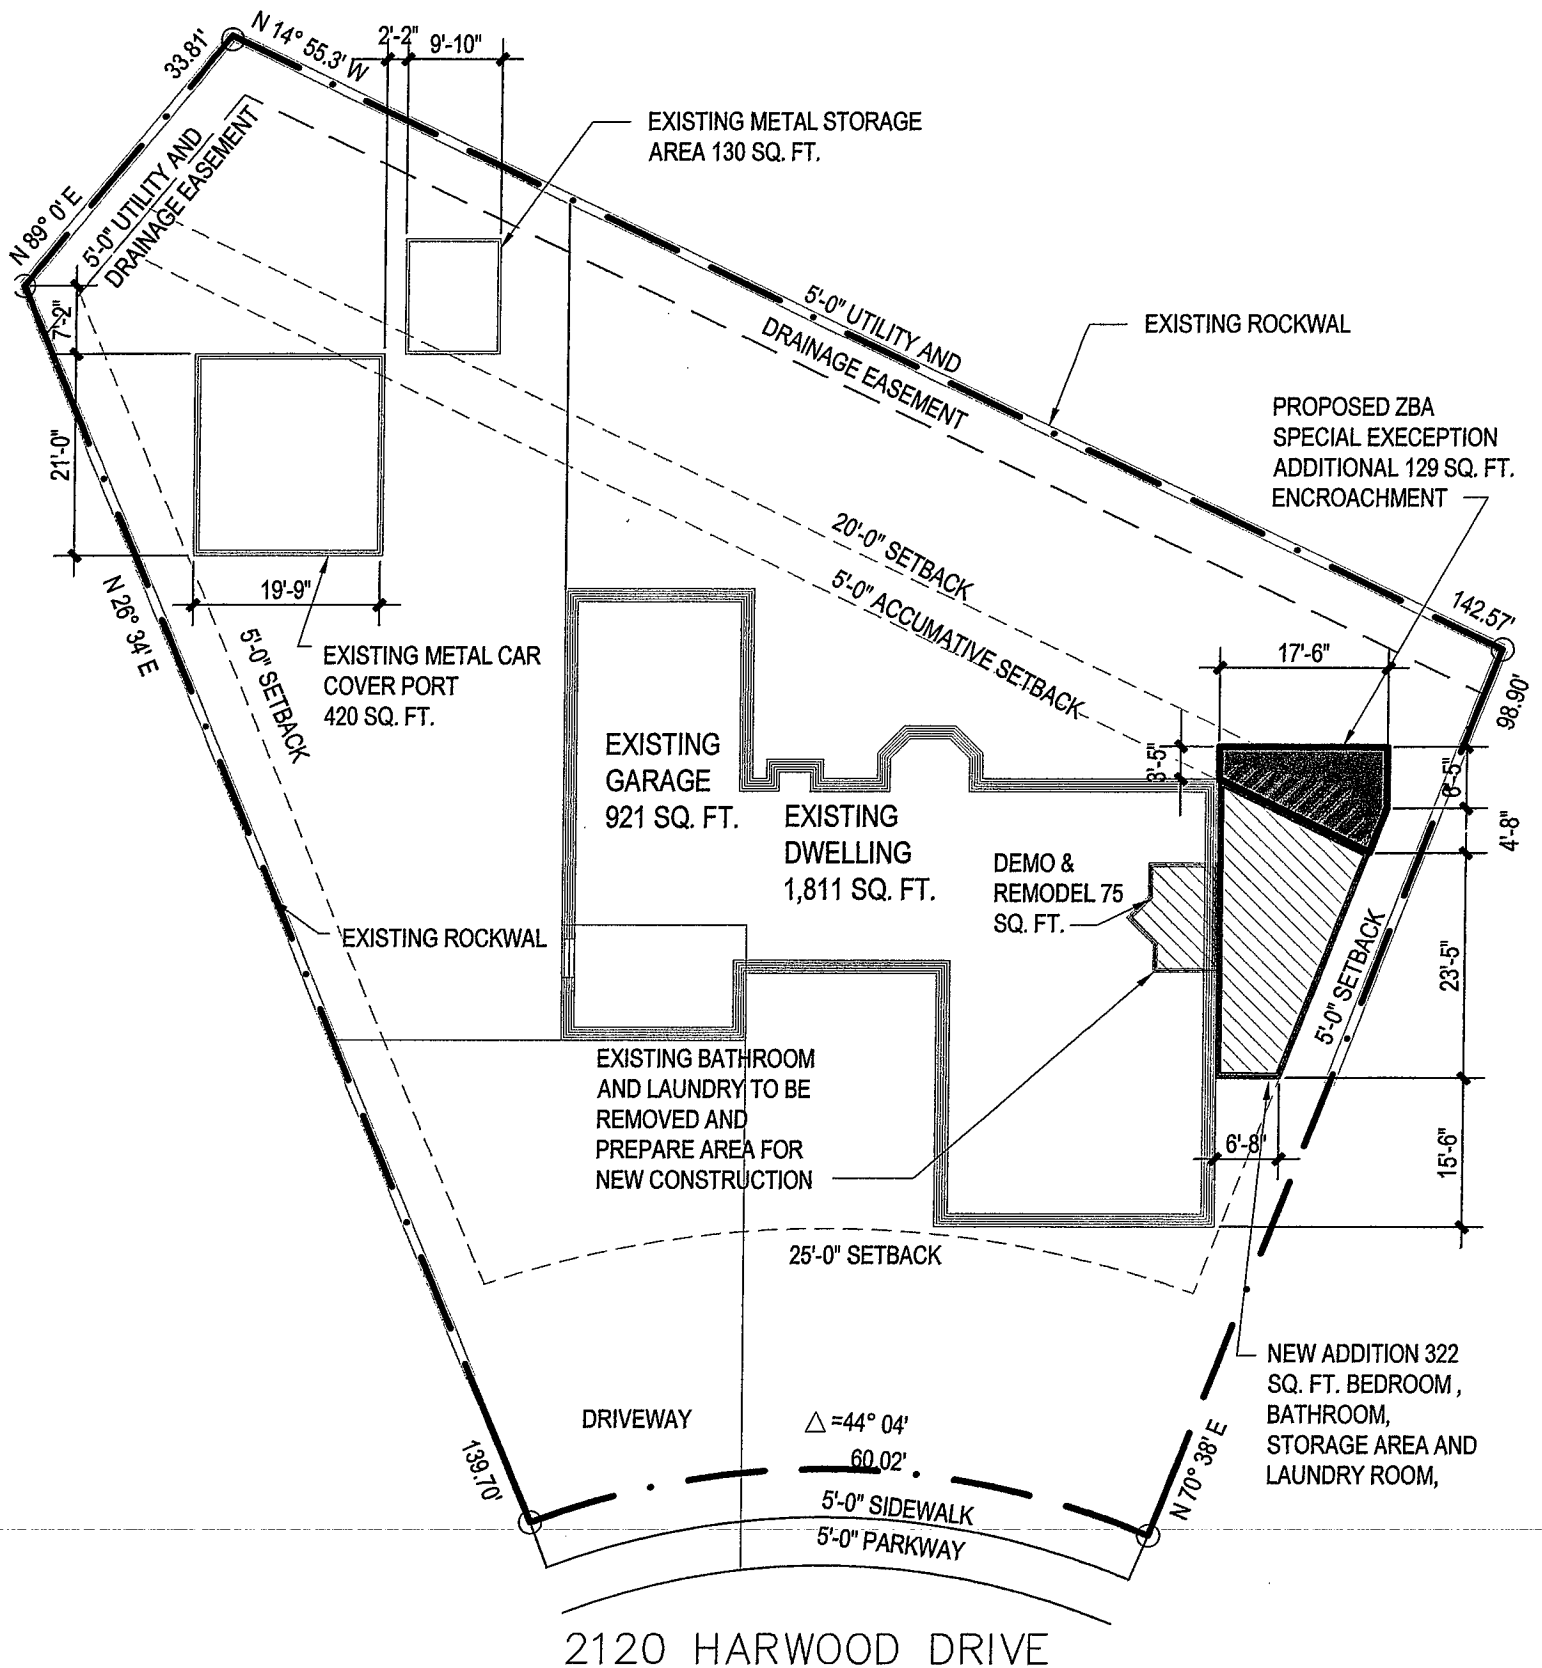 N 14° 55.3' W
33.81'
2'-2"
9'-10"
EXISTING METAL STORAGE
AREA 130 SQ. FT.
N 89° 0' E
5'-0" UTILITY AND
DRAINAGE EASEMENT
7'-2"
21'-0"
19'-9"
EXISTING METAL CAR
COVER PORT
420 SQ. FT.
5'-0" UTILITY AND
DRAINAGE EASEMENT
EXISTING ROCKWAL
PROPOSED ZBA
SPECIAL EXECEPTION
ADDITIONAL 129 SQ. FT.
ENCROACHMENT
20'-0" SETBACK
5'-0" ACCUMATIVE SETBACK
142.57'
98.90'
17'-6"
N 26° 34' E
5'-0" SETBACK
EXISTING
GARAGE
921 SQ. FT.
EXISTING
DWELLING
1,811 SQ. FT.
3'-5"
6'-5"
4'-8"
DEMO &
REMODEL 75
SQ. FT.
EXISTING ROCKWAL
5'-0" SETBACK
23'-5"
EXISTING BATHROOM
AND LAUNDRY TO BE
REMOVED AND
PREPARE AREA FOR
NEW CONSTRUCTION
6'-8"
15'-6"
25'-0" SETBACK
NEW ADDITION 322
SQ. FT. BEDROOM ,
BATHROOM,
STORAGE AREA AND
LAUNDRY ROOM,
DRIVEWAY
△ =44° 04'
60.02'
139.70'
N 70° 38' E
5'-0" SIDEWALK
5'-0" PARKWAY
2120 HARWOOD DRIVE